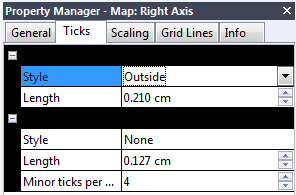 Property Manager - Map: Right Axis
General Ticks Scaling Grid Lines Info
Style Outside
Length 0.210 cm
Style None
Length 0.127 cm
Minor ticks per ... 4